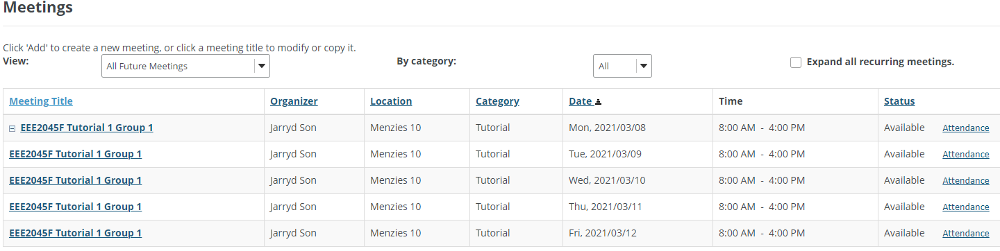 Meetings
Click 'Add' to create a new meeting, or click a meeting title to modify or copy it.
View: All Future Meetings By category: All Expand all recurring meetings.
Meeting Title Organizer Location Category Date Time Status
EEE2045F Tutorial 1 Group 1 Jarryd Son Menzies 10 Tutorial Mon, 2021/03/08 8:00 AM - 4:00 PM Available Attendance
EEE2045F Tutorial 1 Group 1 Jarryd Son Menzies 10 Tutorial Tue, 2021/03/09 8:00 AM - 4:00 PM Available Attendance
EEE2045F Tutorial 1 Group 1 Jarryd Son Menzies 10 Tutorial Wed, 2021/03/10 8:00 AM - 4:00 PM Available Attendance
EEE2045F Tutorial 1 Group 1 Jarryd Son Menzies 10 Tutorial Thu, 2021/03/11 8:00 AM - 4:00 PM Available Attendance
EEE2045F Tutorial 1 Group 1 Jarryd Son Menzies 10 Tutorial Fri, 2021/03/12 8:00 AM - 4:00 PM Available Attendance